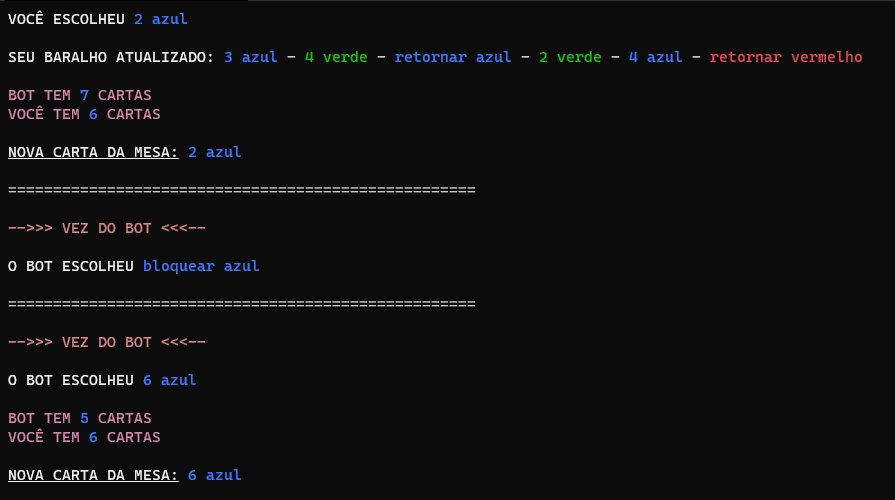 VOCÊ ESCOLHEU 2 azul
SEU BARALHO ATUALIZADO: 3 azul - 4 verde - retornar azul - 2 verde - 4 azul - retornar vermelho
BOT TEM 7 CARTAS
VOCÊ TEM 6 CARTAS
NOVA CARTA DA MESA: 2 azul
====================================================
-->>> VEZ DO BOT <<<--
O BOT ESCOLHEU bloquear azul
====================================================
-->>> VEZ DO BOT <<<--
O BOT ESCOLHEU 6 azul
BOT TEM 5 CARTAS
VOCÊ TEM 6 CARTAS
NOVA CARTA DA MESA: 6 azul